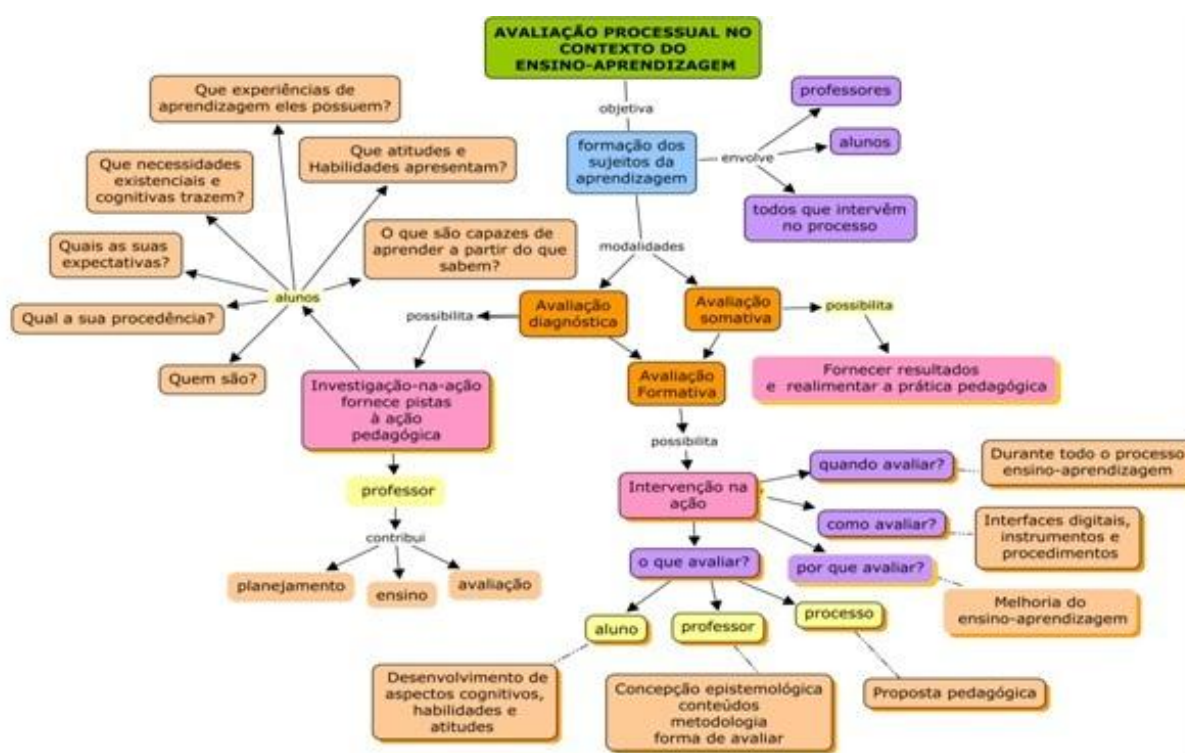 AVALIAÇÃO PROCESSUAL NO
CONTEXTO DO
ENSINO-APRENDIZAGEM
objetiva
formação dos
sujeitos da
aprendizagem
envolve
professores
alunos
todos que intervêm
no processo
modalidades
Avaliação
diagnóstica
Avaliação
somativa
possibilita
Fornecer resultados
e realimentar a prática pedagógica
Avaliação
Formativa
possibilita
Investigação-na-ação
fornece pistas
à ação
pedagógica
alunos
Que experiências de
aprendizagem eles possuem?
Que atitudes e
Habilidades apresentam?
Que necessidades
existenciais e
cognitivas trazem?
O que são capazes de
aprender a partir do que
sabem?
Quais as suas
expectativas?
Qual a sua procedência?
Quem são?
professor
contribui
planejamento
ensino
avaliação
possibilita
Intervenção na
ação
quando avaliar?
Durante todo o processo
ensino-aprendizagem
como avaliar?
Interfaces digitais,
instrumentos e
procedimentos
por que avaliar?
Melhoria do
ensino-aprendizagem
o que avaliar?
aluno
professor
processo
Desenvolvimento de
aspectos cognitivos,
habilidades e
atitudes
Concepção epistemológica
conteúdos
metodologia
forma de avaliar
Proposta pedagógica